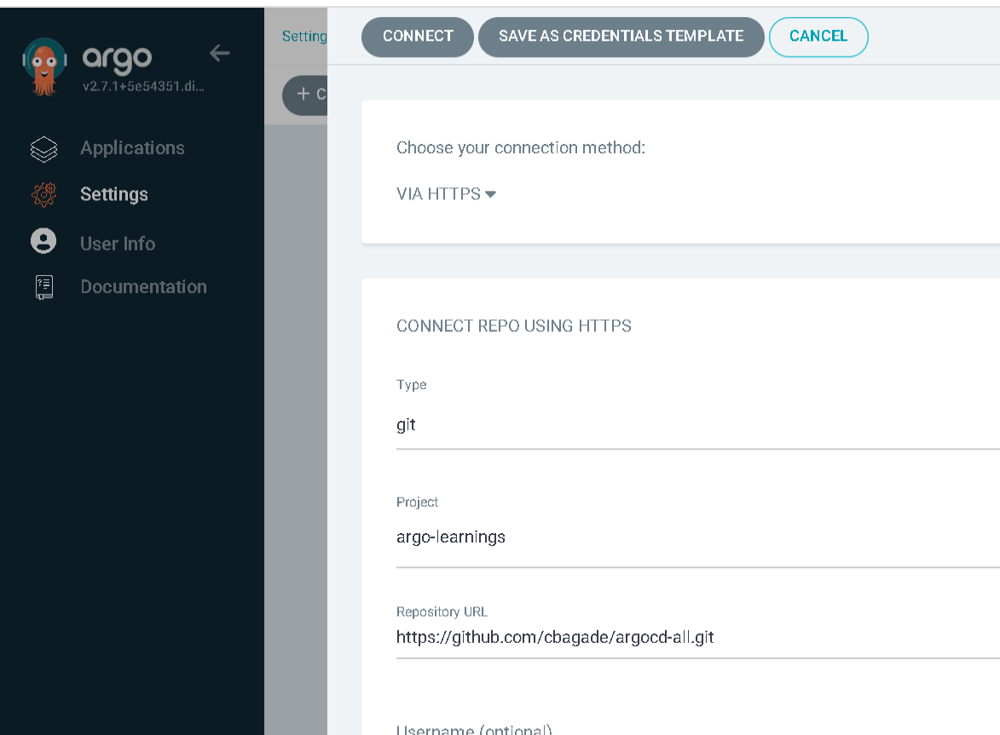 argo
v2.7.1+5e54351.di...
Applications
Settings
User Info
Documentation
Setting
+ C
CONNECT SAVE AS CREDENTIALS TEMPLATE CANCEL
Choose your connection method:
VIA HTTPS
CONNECT REPO USING HTTPS
Type
git
Project
argo-learnings
Repository URL
https://github.com/cbagade/argocd-all.git
Username (optional)